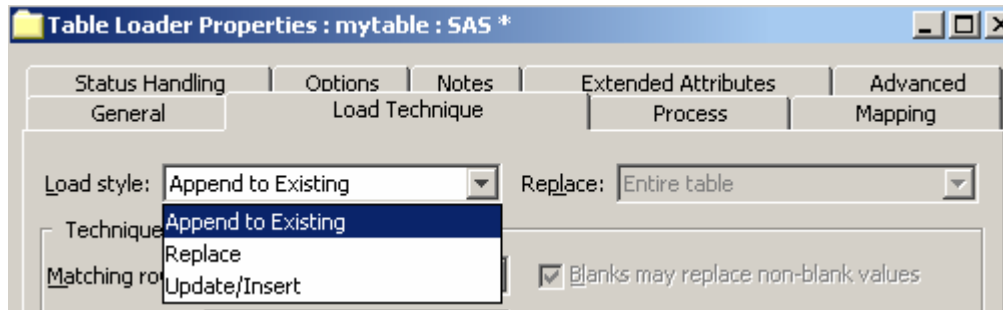 Table Loader Properties : mytable : SAS *
Status Handling Options Notes Extended Attributes Advanced
General Load Technique Process Mapping
Load style: Append to Existing Replace: Entire table
Append to Existing
Technique
Replace
Matching ro Blanks may replace non-blank values
Update/Insert